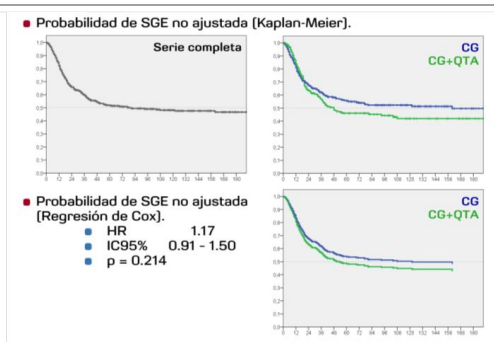 Probabilidad de SGE no ajustada (Kaplan-Meier).
Serie completa
CG
CG+QTA
Probabilidad de SGE no ajustada
(Regresión de Cox).
HR 1.17
IC95% 0.91 - 1.50
p = 0.214
CG
CG+QTA